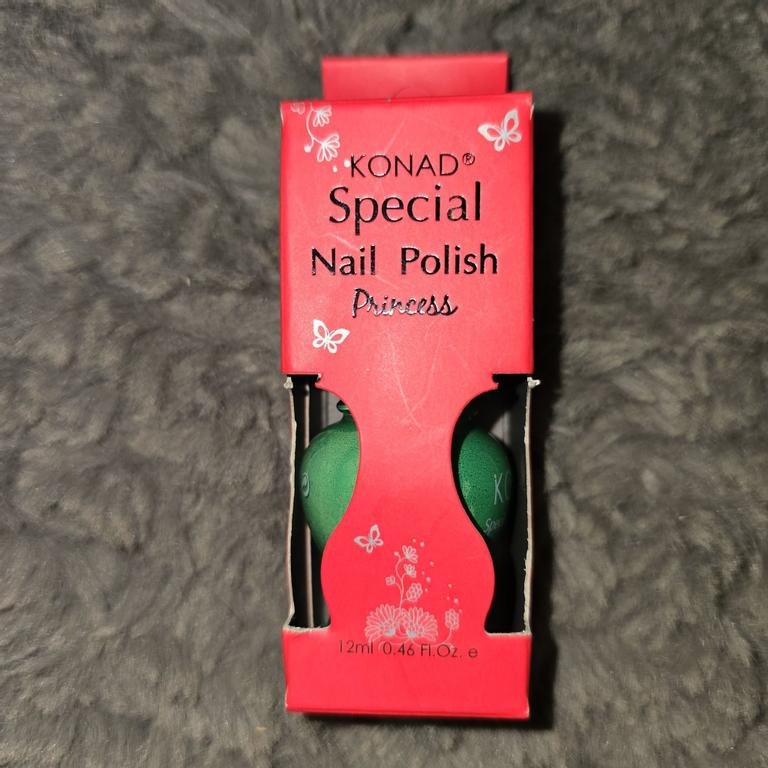 KONAD®
Special
Nail Polish
Princess
12ml 0.46 Fl.Oz. e